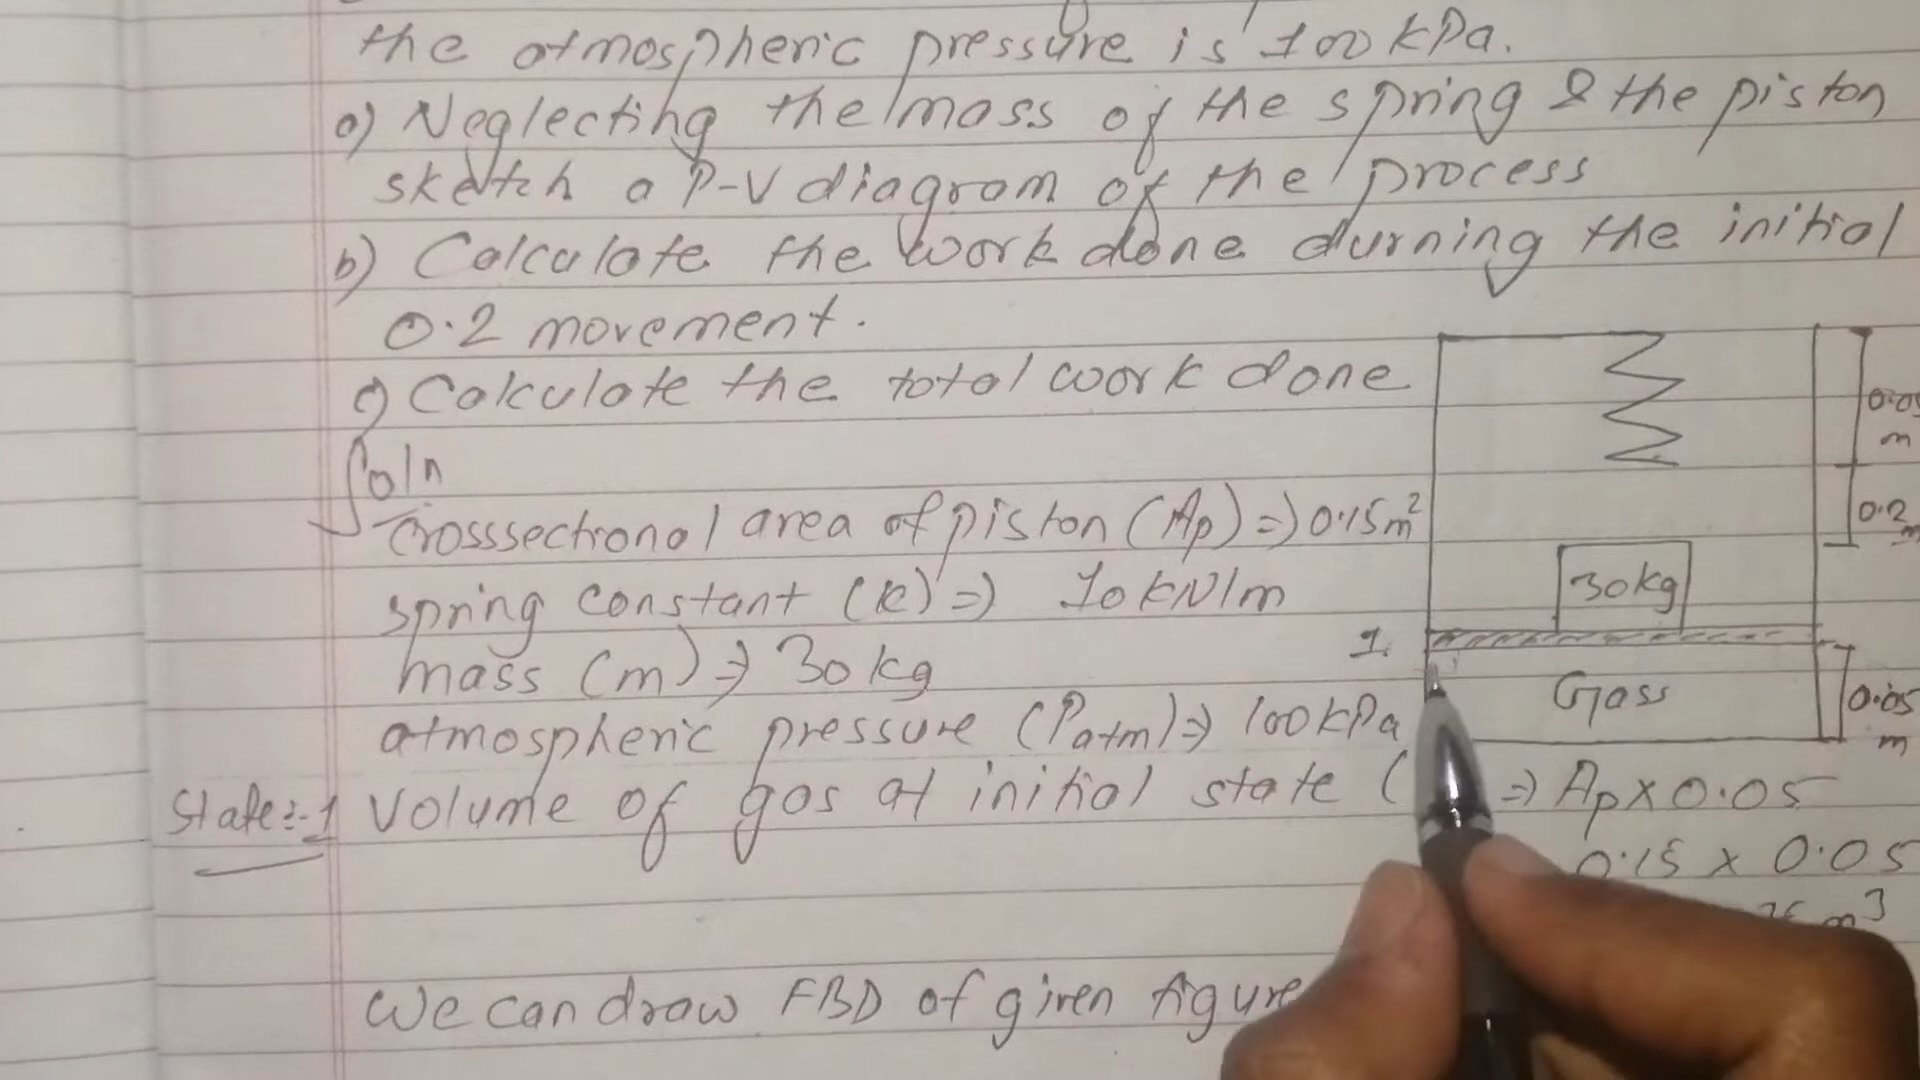 the atmospheric pressure is 100 kPa.
a) Neglecting the mass of the spring & the piston
sketch a P-V diagram of the process
b) Calculate the work done durning the initial
0.2 movement.
c) Calculate the total work done
Soln
Crosssectional area of piston (Ap) => 0.15m²
spring constant (k) => 10 kN/m
mass (m) => 30 kg
atmospheric pressure (Patm) => 100 kPa
State:-1 Volume of gas at initial state ( => Ap x 0.05
0.15 x 0.05
m³
We can draw FBD of given figure
0.05
m
0.2
m
30kg
1.
Gass
0.05
m